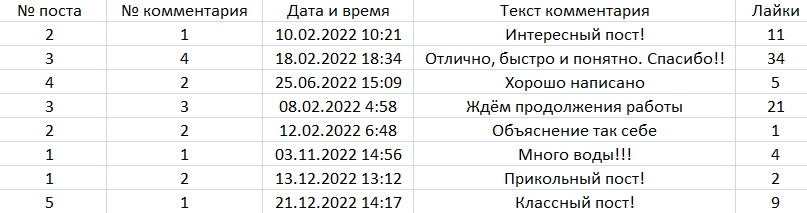 № поста № комментария Дата и время Текст комментария Лайки
2 1 10.02.2022 10:21 Интересный пост! 11
3 4 18.02.2022 18:34 Отлично, быстро и понятно. Спасибо!! 34
4 2 25.06.2022 15:09 Хорошо написано 5
3 3 08.02.2022 4:58 Ждём продолжения работы 21
2 2 12.02.2022 6:48 Объяснение так себе 1
1 1 03.11.2022 14:56 Много воды!!! 4
1 2 13.12.2022 13:12 Прикольный пост! 2
5 1 21.12.2022 14:17 Классный пост! 9